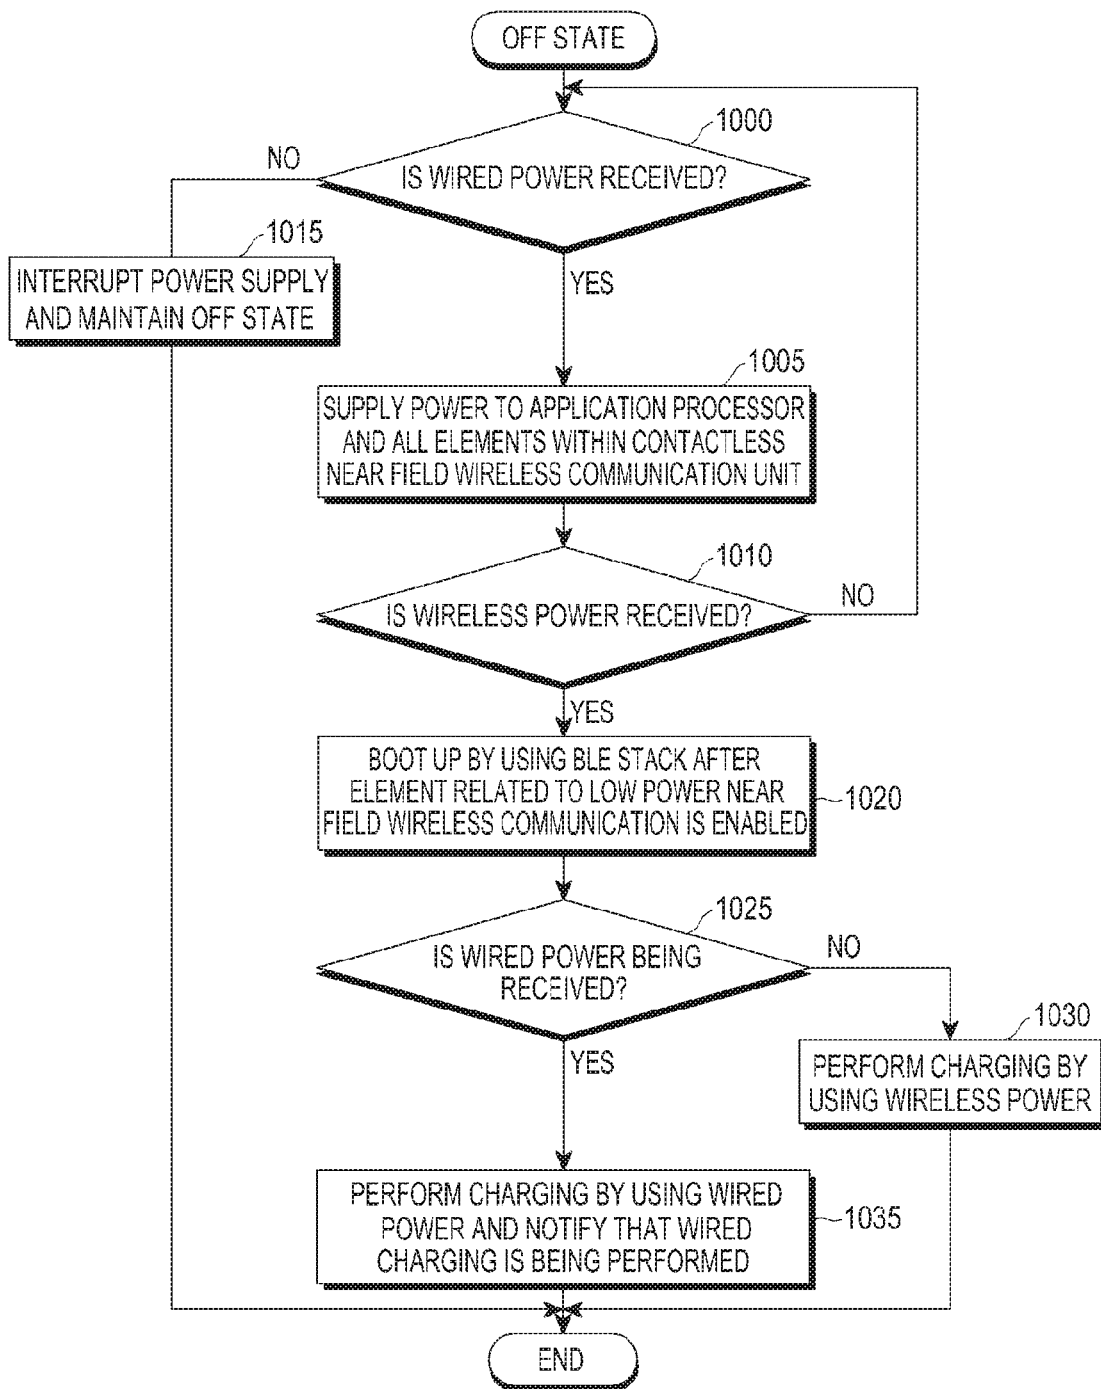 OFF STATE
1000
IS WIRED POWER RECEIVED?
NO
YES
1015
INTERRUPT POWER SUPPLY
AND MAINTAIN OFF STATE
1005
SUPPLY POWER TO APPLICATION PROCESSOR
AND ALL ELEMENTS WITHIN CONTACTLESS
NEAR FIELD WIRELESS COMMUNICATION UNIT
1010
IS WIRELESS POWER RECEIVED?
NO
YES
BOOT UP BY USING BLE STACK AFTER
ELEMENT RELATED TO LOW POWER NEAR
FIELD WIRELESS COMMUNICATION IS ENABLED
1020
1025
IS WIRED POWER BEING
RECEIVED?
NO
YES
1030
PERFORM CHARGING BY
USING WIRELESS POWER
PERFORM CHARGING BY USING WIRED
POWER AND NOTIFY THAT WIRED
CHARGING IS BEING PERFORMED
1035
END